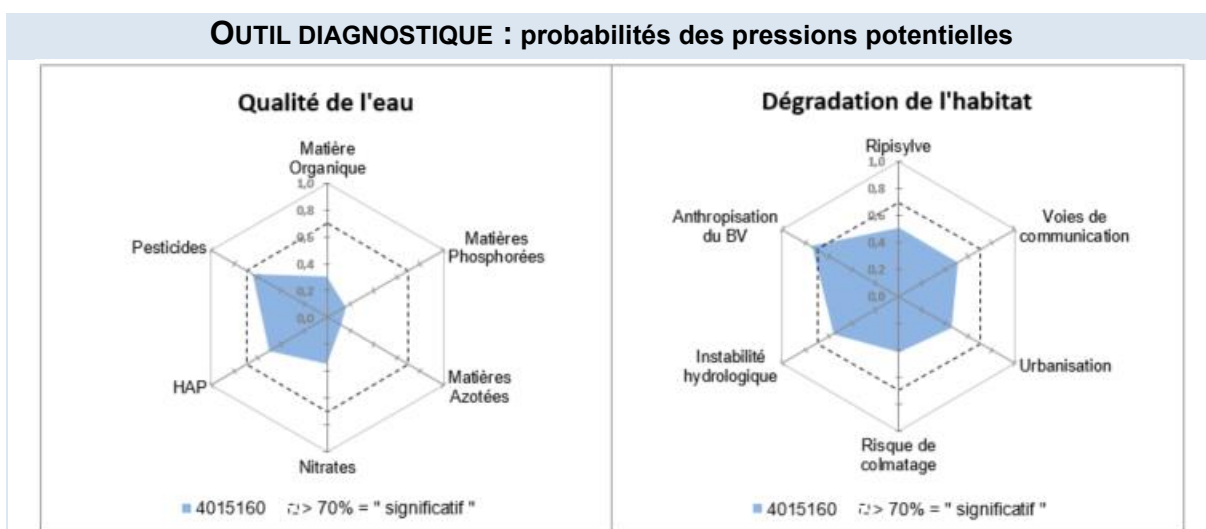 OUTIL DIAGNOSTIQUE : probabilités des pressions potentielles
Qualité de l'eau
Matière
Organique
1,0
0,8
0,6
0,4
0,2
0,0
Pesticides
Matières
Phosphorées
HAP
Matières
Azotées
Nitrates
4015160
> 70% = " significatif "
Dégradation de l'habitat
Ripisylve
1,0
0,8
0,6
0,4
0,2
0,0
Anthropisation
du BV
Voies de
communication
Instabilité
hydrologique
Urbanisation
Risque de
colmatage
4015160
> 70% = " significatif "